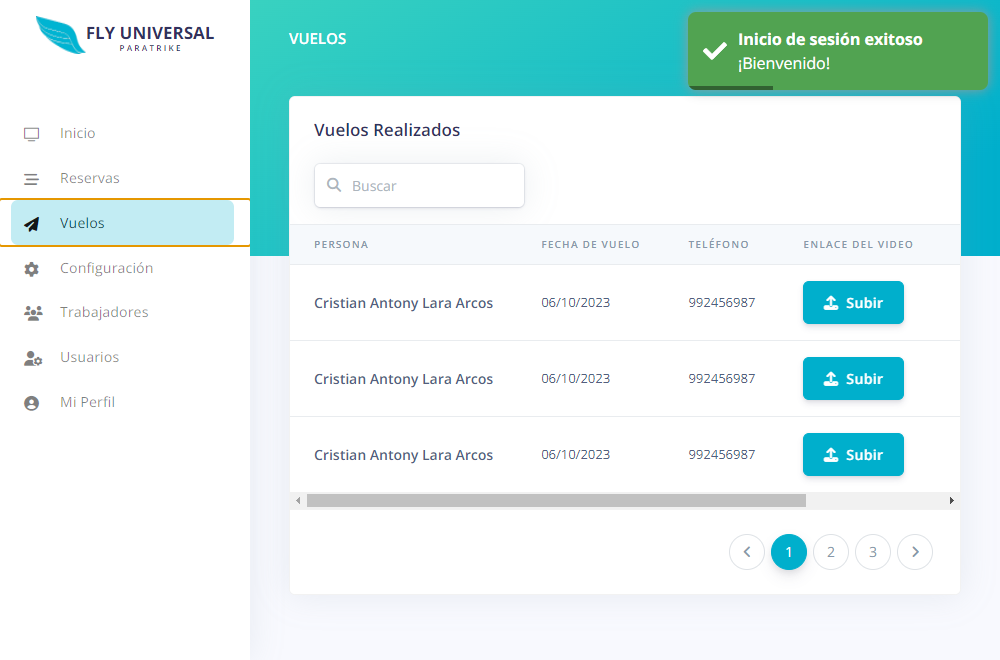 FLY UNIVERSAL
PARATRIKE
Inicio
Reservas
Vuelos
Configuración
Trabajadores
Usuarios
Mi Perfil
VUELOS
Inicio de sesión exitoso
¡Bienvenido!
Vuelos Realizados
Buscar
PERSONA FECHA DE VUELO TELÉFONO ENLACE DEL VIDEO
Cristian Antony Lara Arcos 06/10/2023 992456987 Subir
Cristian Antony Lara Arcos 06/10/2023 992456987 Subir
Cristian Antony Lara Arcos 06/10/2023 992456987 Subir
1 2 3